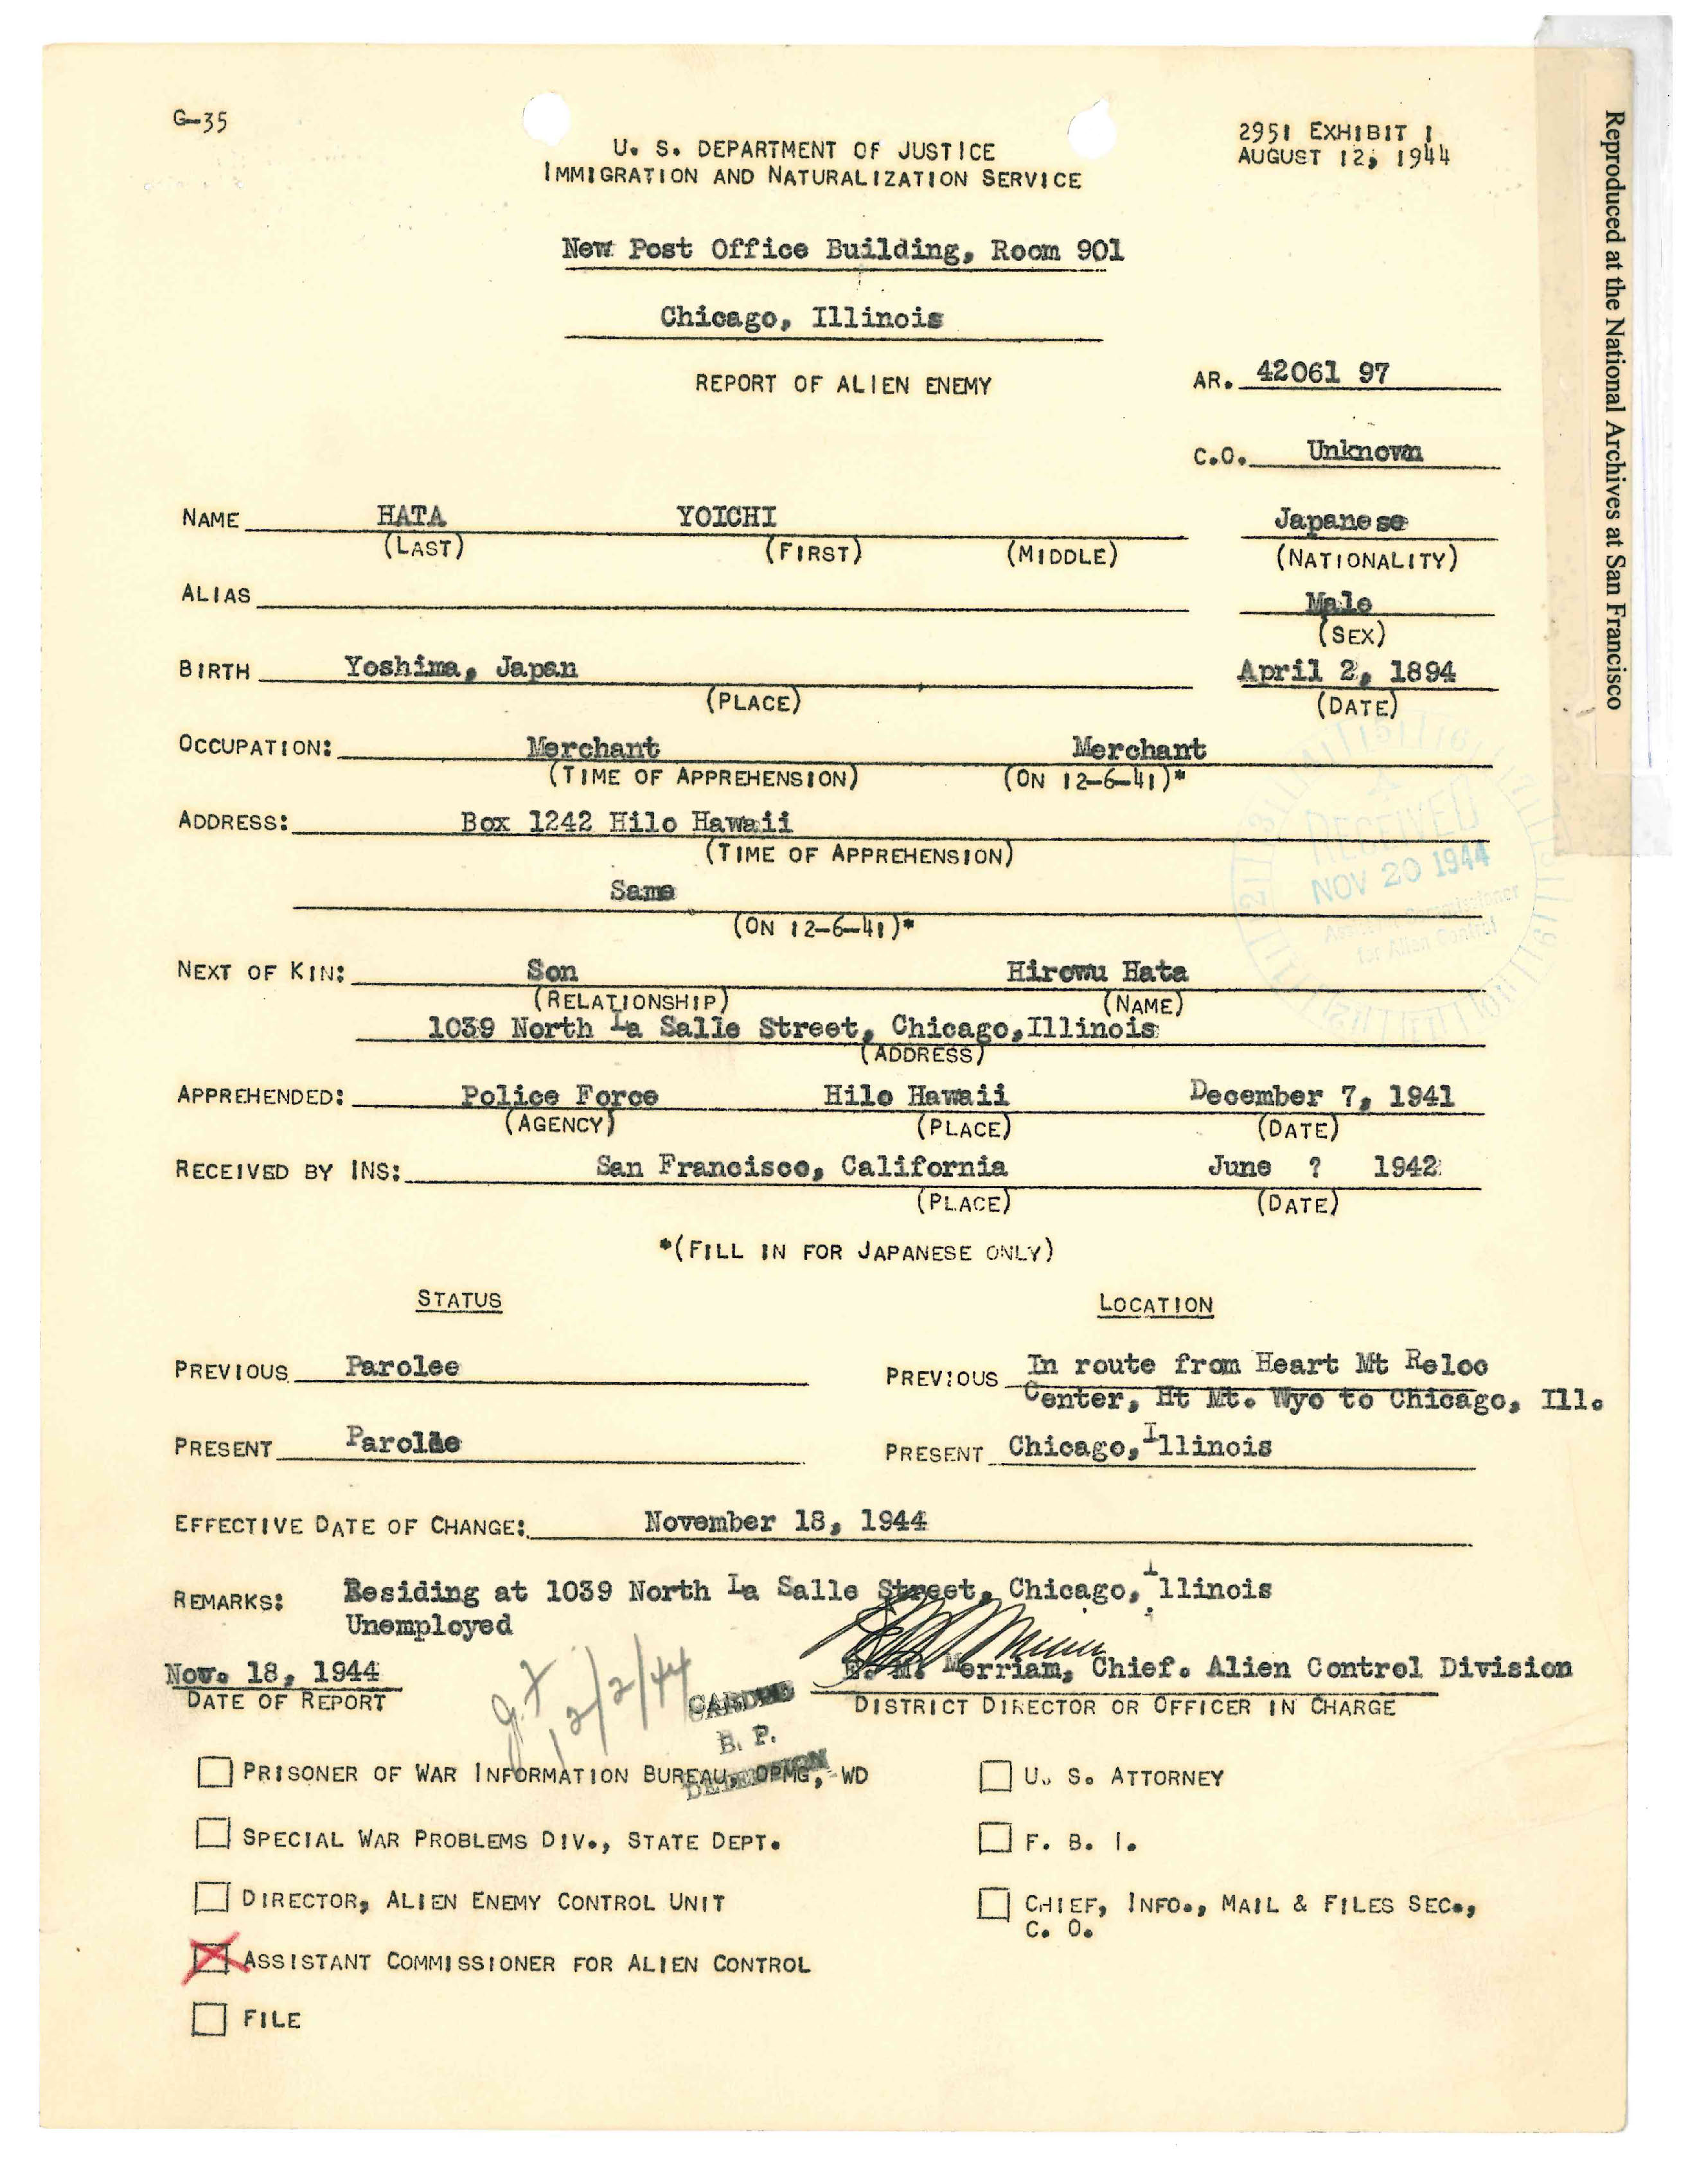 G-35
2951 EXHIBIT 1
AUGUST 12, 1944
U. S. DEPARTMENT OF JUSTICE
IMMIGRATION AND NATURALIZATION SERVICE
New Post Office Building, Room 901
Chicago, Illinois
REPORT OF ALIEN ENEMY
AR. 42061 97
C.O. Unknown
NAME HATA YOICHI Japanese
(LAST) (FIRST) (MIDDLE) (NATIONALITY)
ALIAS Male
(SEX)
BIRTH Yoshima, Japan April 2, 1894
(PLACE) (DATE)
OCCUPATION: Merchant Merchant
(TIME OF APPREHENSION) (ON 12-6-41)*
ADDRESS: Box 1242 Hilo Hawaii
(TIME OF APPREHENSION)
Same
(ON 12-6-41)*
RECEIVED
NOV 20 1944
Assistant Commissioner
for Alien Control
NEXT OF KIN: Son Hirowu Hata
(RELATIONSHIP) (NAME)
1039 North La Salle Street, Chicago,Illinois
(ADDRESS)
APPREHENDED: Police Force Hilo Hawaii December 7, 1941
(AGENCY) (PLACE) (DATE)
RECEIVED BY INS: San Francisco, California June ? 1942
(PLACE) (DATE)
*(FILL IN FOR JAPANESE ONLY)
STATUS LOCATION
PREVIOUS Parolee PREVIOUS In route from Heart Mt Reloc
Center, Ht Mt. Wyo to Chicago, Ill.
PRESENT Parolee PRESENT Chicago, Illinois
EFFECTIVE DATE OF CHANGE: November 18, 1944
REMARKS: Residing at 1039 North La Salle Street, Chicago, Illinois
Unemployed
Nov. 18, 1944 Merriam, Chief. Alien Control Division
DATE OF REPORT DISTRICT DIRECTOR OR OFFICER IN CHARGE
12/2/44
B. P.
DETENTION
PRISONER OF WAR INFORMATION BUREAU, OPMG, WD
U. S. ATTORNEY
SPECIAL WAR PROBLEMS DIV., STATE DEPT.
F. B. I.
DIRECTOR, ALIEN ENEMY CONTROL UNIT
CHIEF, INFO., MAIL & FILES SEC.,
C. O.
ASSISTANT COMMISSIONER FOR ALIEN CONTROL
FILE
Reproduced at the National Archives at San Francisco